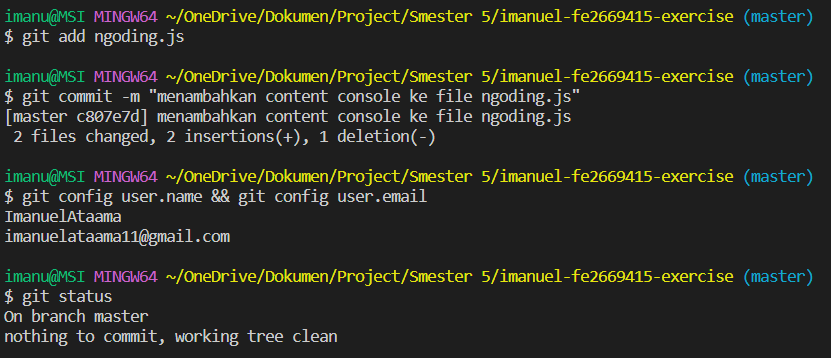 imanu@MSI MINGW64 ~/OneDrive/Dokumen/Project/Smester 5/imanuel-fe2669415-exercise (master)
$ git add ngoding.js
imanu@MSI MINGW64 ~/OneDrive/Dokumen/Project/Smester 5/imanuel-fe2669415-exercise (master)
$ git commit -m "menambahkan content console ke file ngoding.js"
[master c807e7d] menambahkan content console ke file ngoding.js
 2 files changed, 2 insertions(+), 1 deletion(-)
imanu@MSI MINGW64 ~/OneDrive/Dokumen/Project/Smester 5/imanuel-fe2669415-exercise (master)
$ git config user.name && git config user.email
ImanuelAtaama
imanuelataama11@gmail.com
imanu@MSI MINGW64 ~/OneDrive/Dokumen/Project/Smester 5/imanuel-fe2669415-exercise (master)
$ git status
On branch master
nothing to commit, working tree clean